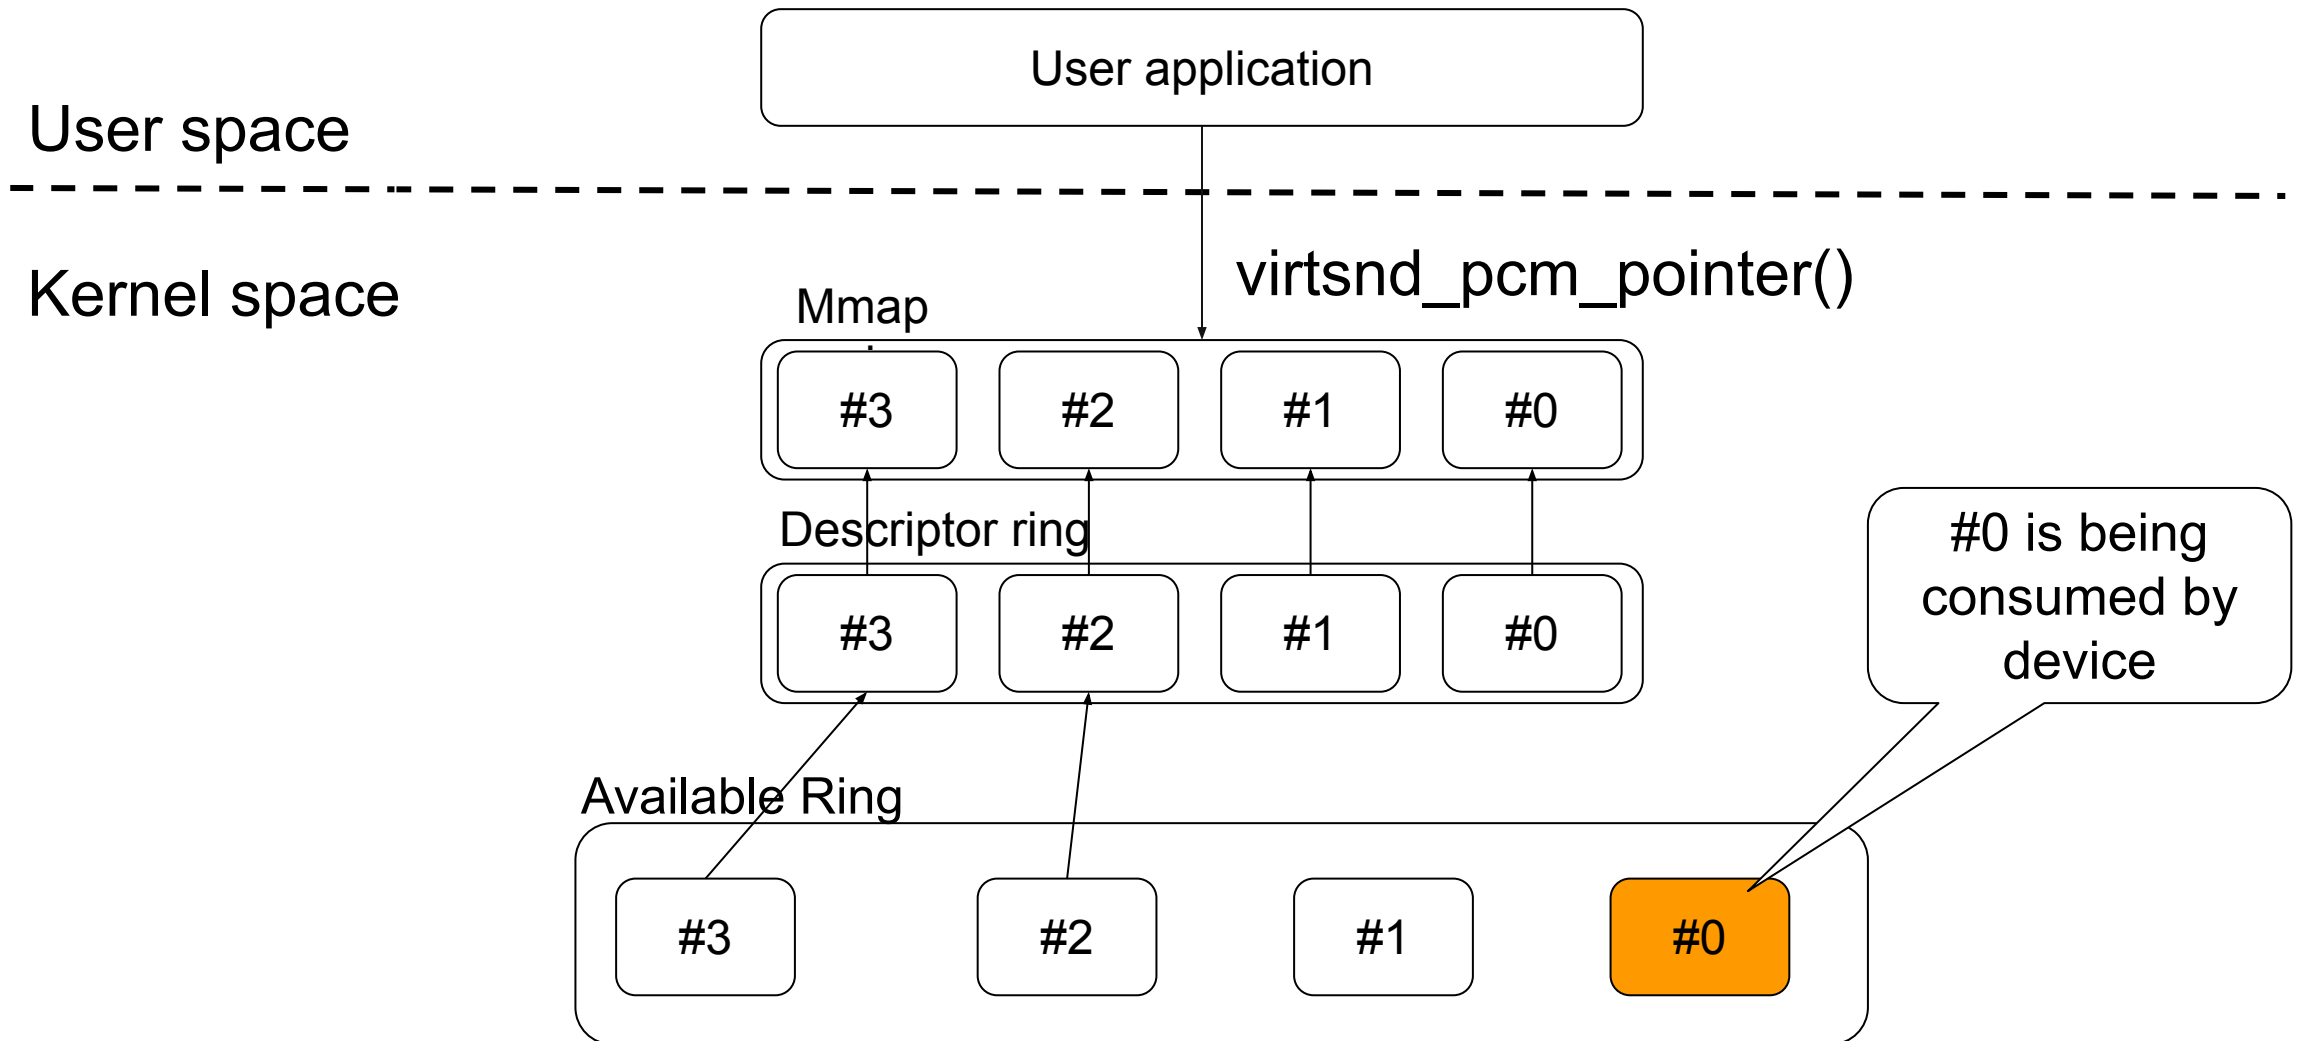 User application
User space
virtsnd_pcm_pointer()
Kernel space
Mmap
#3 #2 #1 #0
Descriptor ring
#3 #2 #1 #0
#0 is being
consumed by
device
Available Ring
#3 #2 #1 #0